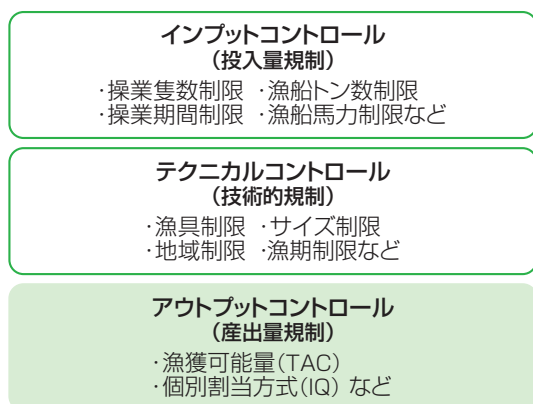 インプットコントロール
（投入量規制）
・操業隻数制限 ・漁船トン数制限
・操業期間制限 ・漁船馬力制限など
テクニカルコントロール
（技術的規制）
・漁具制限 ・サイズ制限
・地域制限 ・漁期制限など
アウトプットコントロール
（産出量規制）
・漁獲可能量（TAC）
・個別割当方式（IQ） など